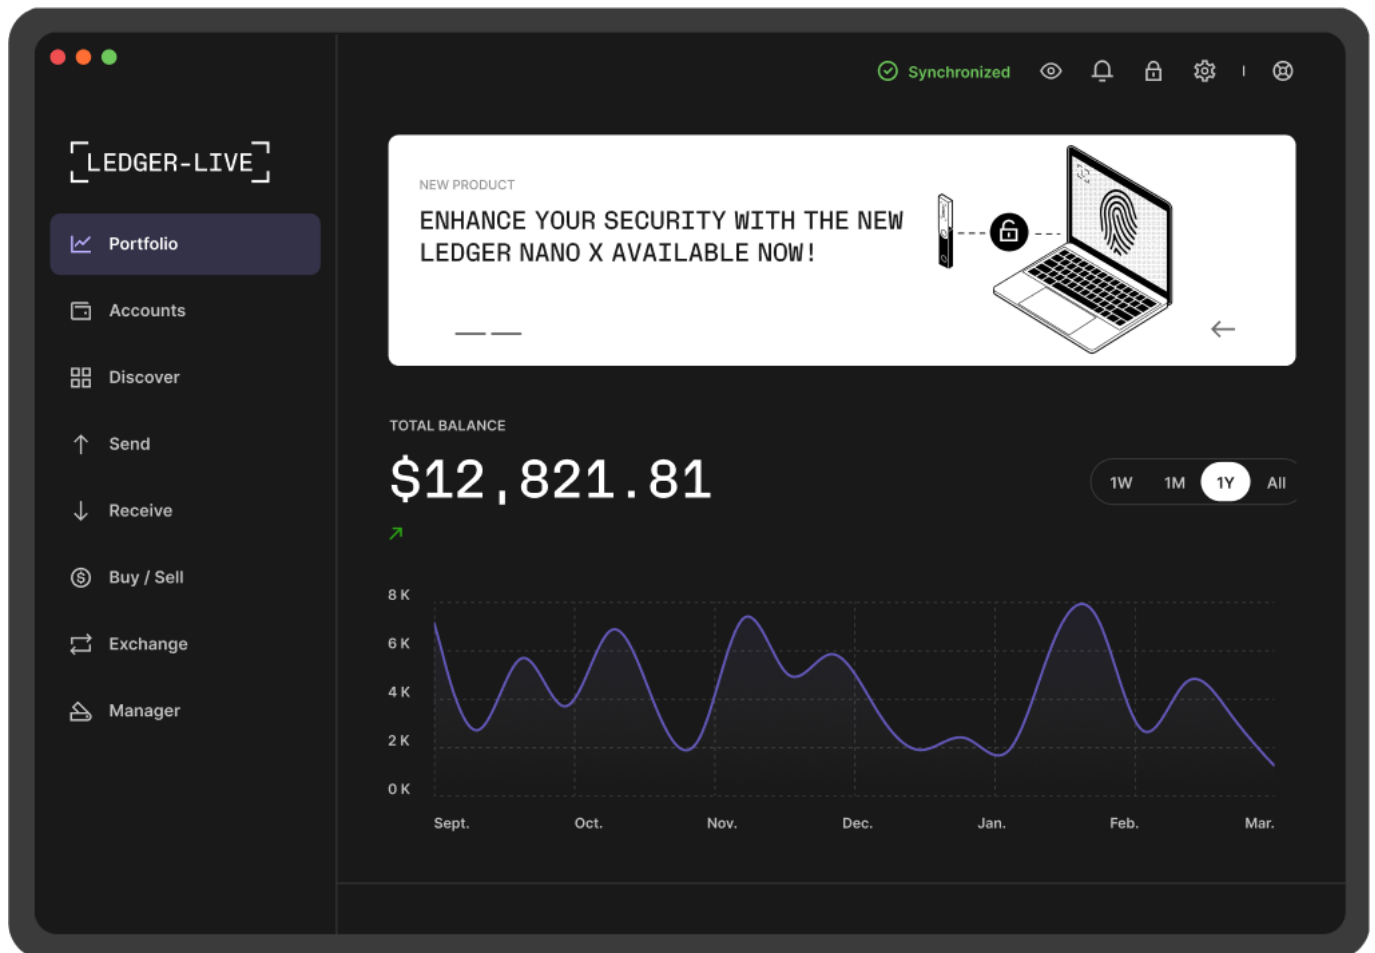 Synchronized
LEDGER-LIVE
Portfolio
Accounts
Discover
Send
Receive
Buy / Sell
Exchange
Manager
NEW PRODUCT
ENHANCE YOUR SECURITY WITH THE NEW
LEDGER NANO X AVAILABLE NOW!
TOTAL BALANCE
$12,821.81
1W 1M 1Y All
8 K
6 K
4 K
2 K
0 K
Sept. Oct. Nov. Dec. Jan. Feb. Mar.